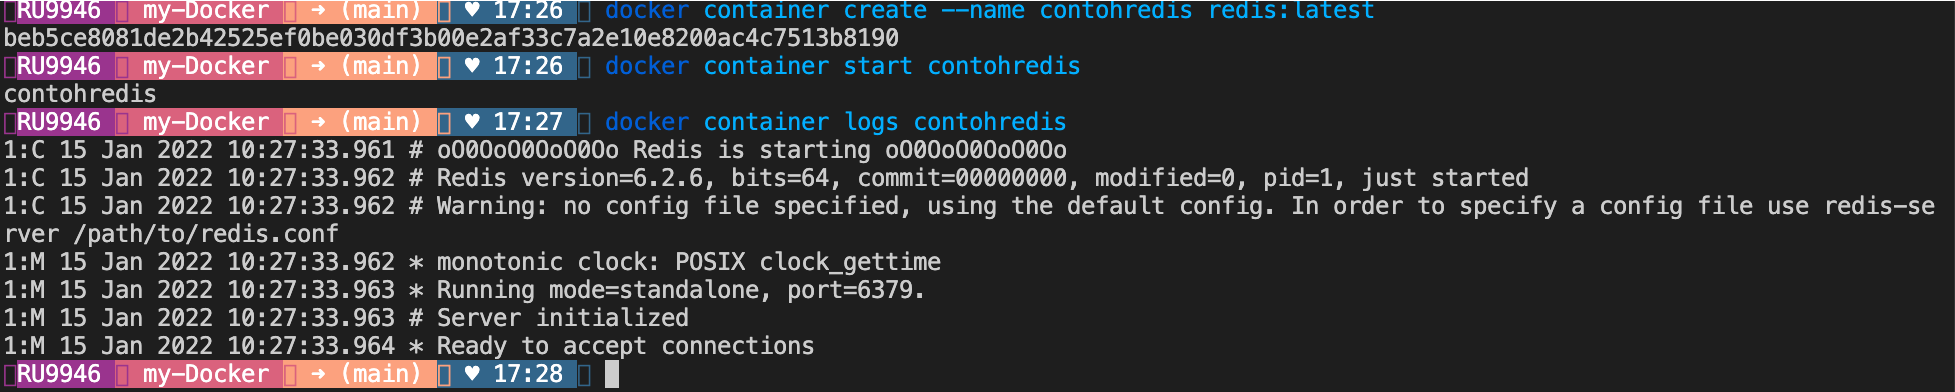 RU9946 my-Docker → (main) ♥ 17:26 docker container create --name contohredis redis:latest
beb5ce8081de2b42525ef0be030df3b00e2af33c7a2e10e8200ac4c7513b8190
RU9946 my-Docker → (main) ♥ 17:26 docker container start contohredis
contohredis
RU9946 my-Docker → (main) ♥ 17:27 docker container logs contohredis
1:C 15 Jan 2022 10:27:33.961 # oO0OoO0OoO0Oo Redis is starting oO0OoO0OoO0Oo
1:C 15 Jan 2022 10:27:33.962 # Redis version=6.2.6, bits=64, commit=00000000, modified=0, pid=1, just started
1:C 15 Jan 2022 10:27:33.962 # Warning: no config file specified, using the default config. In order to specify a config file use redis-se
rver /path/to/redis.conf
1:M 15 Jan 2022 10:27:33.962 * monotonic clock: POSIX clock_gettime
1:M 15 Jan 2022 10:27:33.963 * Running mode=standalone, port=6379.
1:M 15 Jan 2022 10:27:33.963 # Server initialized
1:M 15 Jan 2022 10:27:33.964 * Ready to accept connections
RU9946 my-Docker → (main) ♥ 17:28